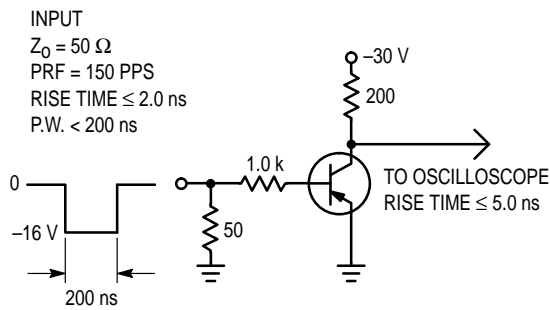 INPUT
Zo = 50 Ω
PRF = 150 PPS
RISE TIME ≤ 2.0 ns
P.W. < 200 ns
–30 V
200
1.0 k
TO OSCILLOSCOPE
RISE TIME ≤ 5.0 ns
0
–16 V
50
200 ns